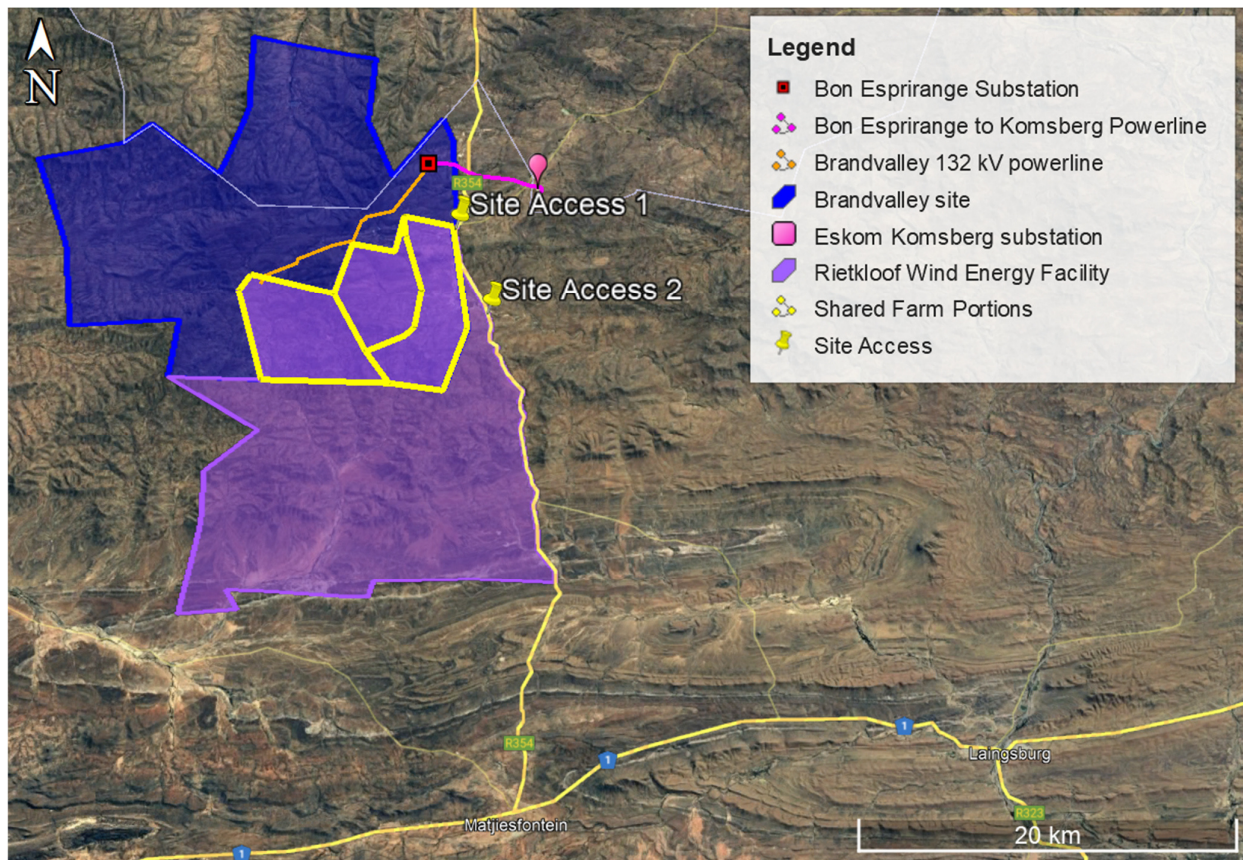 N
Legend
Bon Esprirange Substation
Bon Esprirange to Komsberg Powerline
Brandvalley 132 kV powerline
Brandvalley site
Eskom Komsberg substation
Rietkloof Wind Energy Facility
Shared Farm Portions
Site Access
R354
Site Access 1
Site Access 2
R354
1
1
Laingsburg
Matjiesfontein
R323
20 km
1